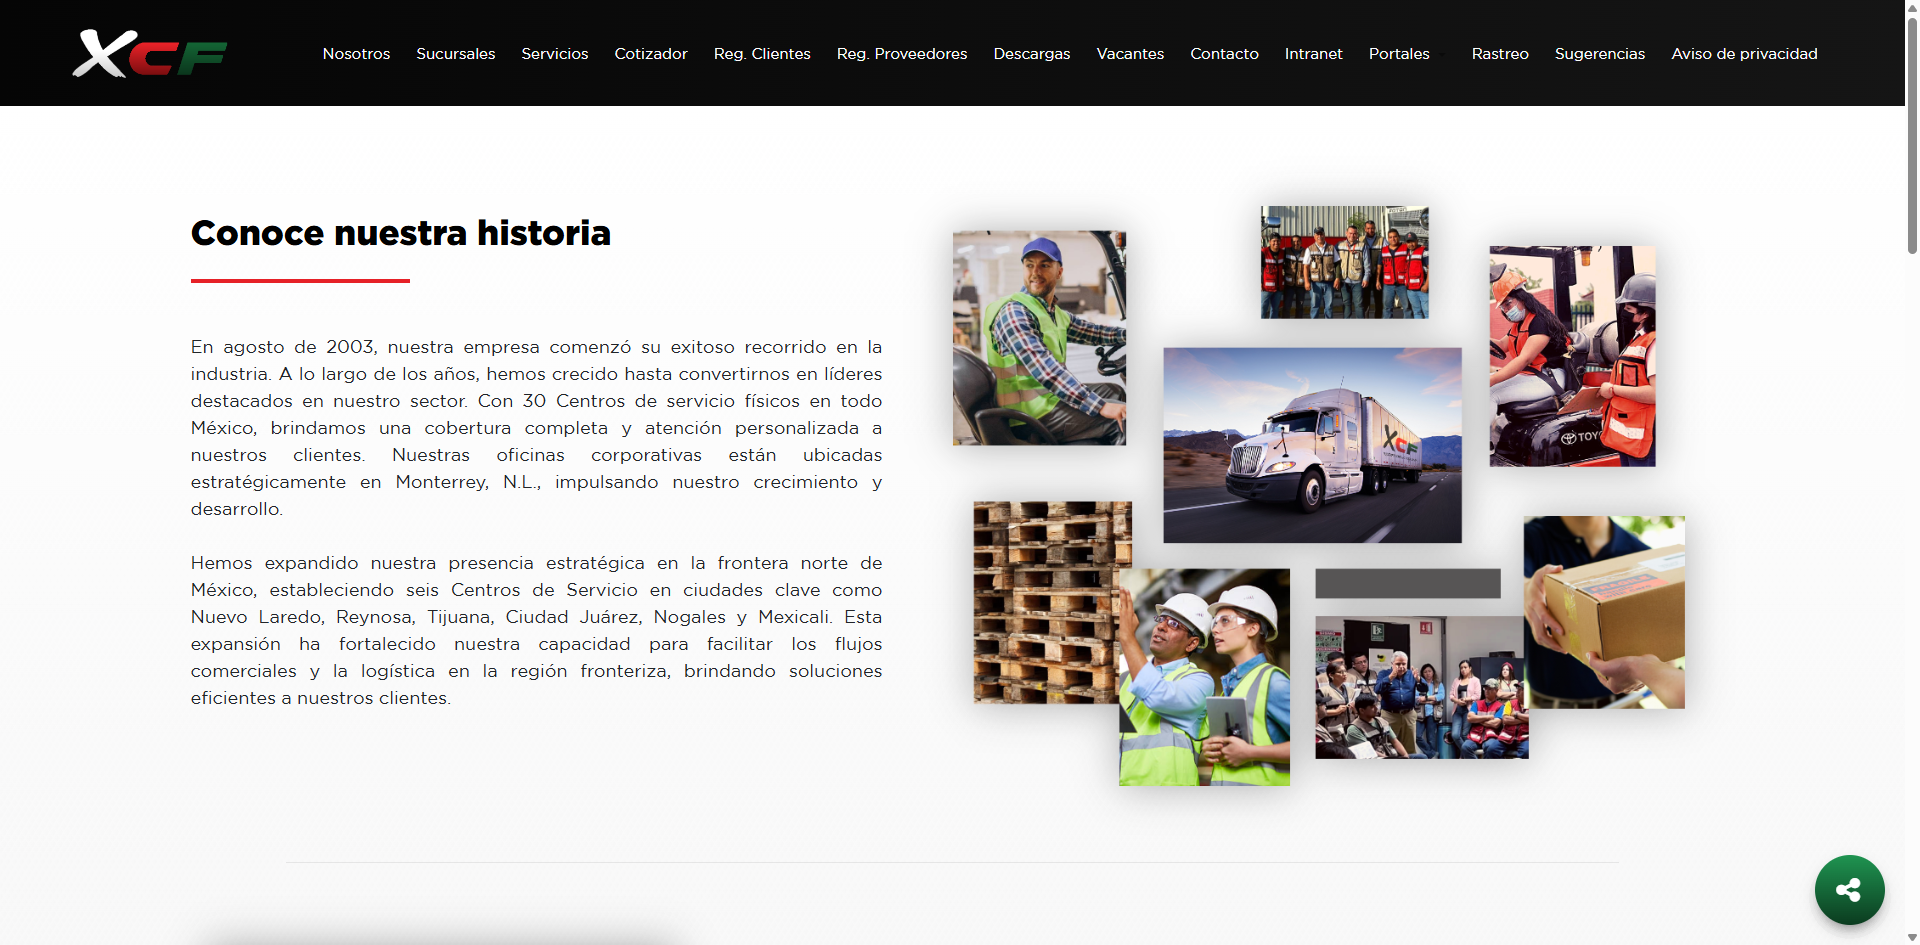 XCF
Nosotros
Sucursales
Servicios
Cotizador
Reg. Clientes
Reg. Proveedores
Descargas
Vacantes
Contacto
Intranet
Portales
Rastreo
Sugerencias
Aviso de privacidad
Conoce nuestra historia
En agosto de 2003, nuestra empresa comenzó su exitoso recorrido en la
industria. A lo largo de los años, hemos crecido hasta convertirnos en líderes
destacados en nuestro sector. Con 30 Centros de servicio físicos en todo
México, brindamos una cobertura completa y atención personalizada a
nuestros clientes. Nuestras oficinas corporativas están ubicadas
estratégicamente en Monterrey, N.L., impulsando nuestro crecimiento y
desarrollo.
Hemos expandido nuestra presencia estratégica en la frontera norte de
México, estableciendo seis Centros de Servicio en ciudades clave como
Nuevo Laredo, Reynosa, Tijuana, Ciudad Juárez, Nogales y Mexicali. Esta
expansión ha fortalecido nuestra capacidad para facilitar los flujos
comerciales y la logística en la región fronteriza, brindando soluciones
eficientes a nuestros clientes.
XCF